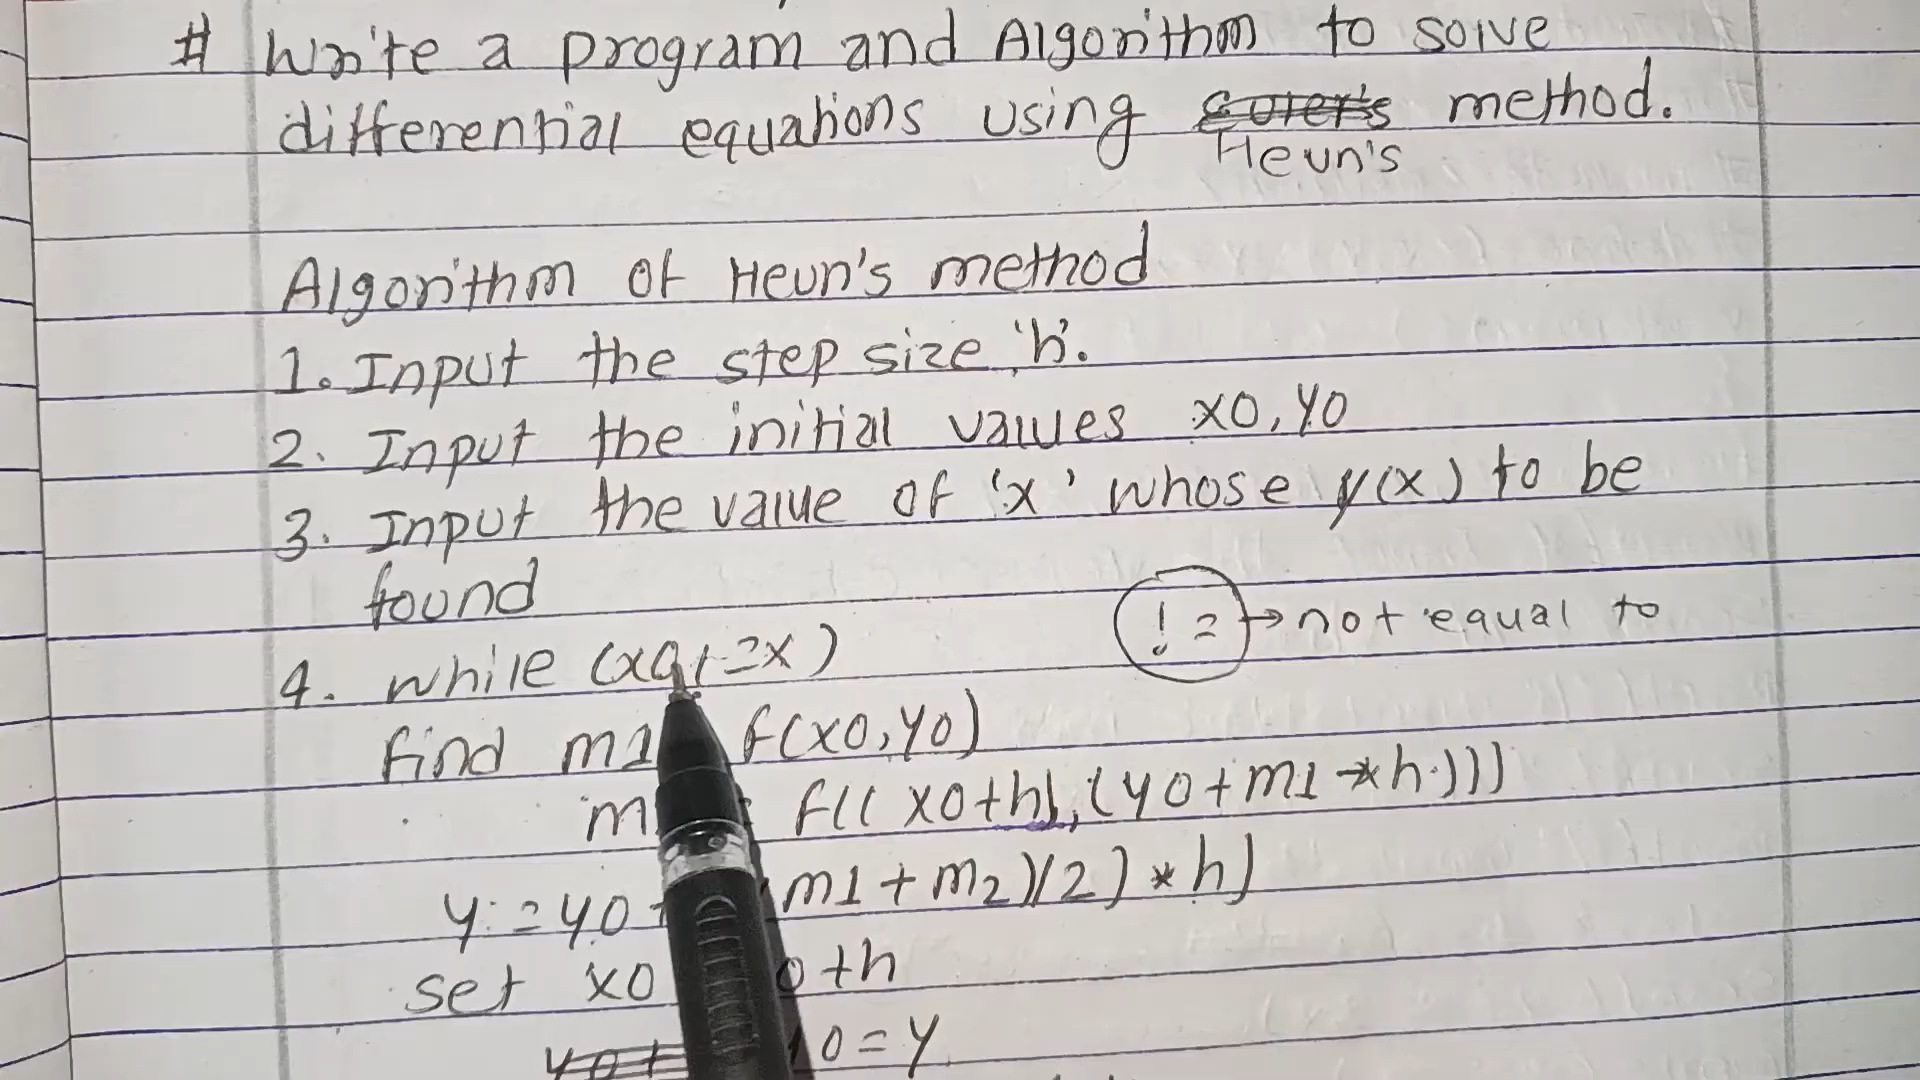 # Write a program and Algorithm to solve
differential equations using Euler's method.
Heun's
Algorithm of Heun's method
1. Input the step size 'h'.
2. Input the initial values x0, y0
3. Input the value of 'x' whose y(x) to be
found
!= → not equal to
4. while (x0!=x)
find m1 f(x0,y0)
m f(( x0+h),(y0+m1*h)))
y=y0+ m1+m2)/2)*h)
set x0 0+h
y0=y